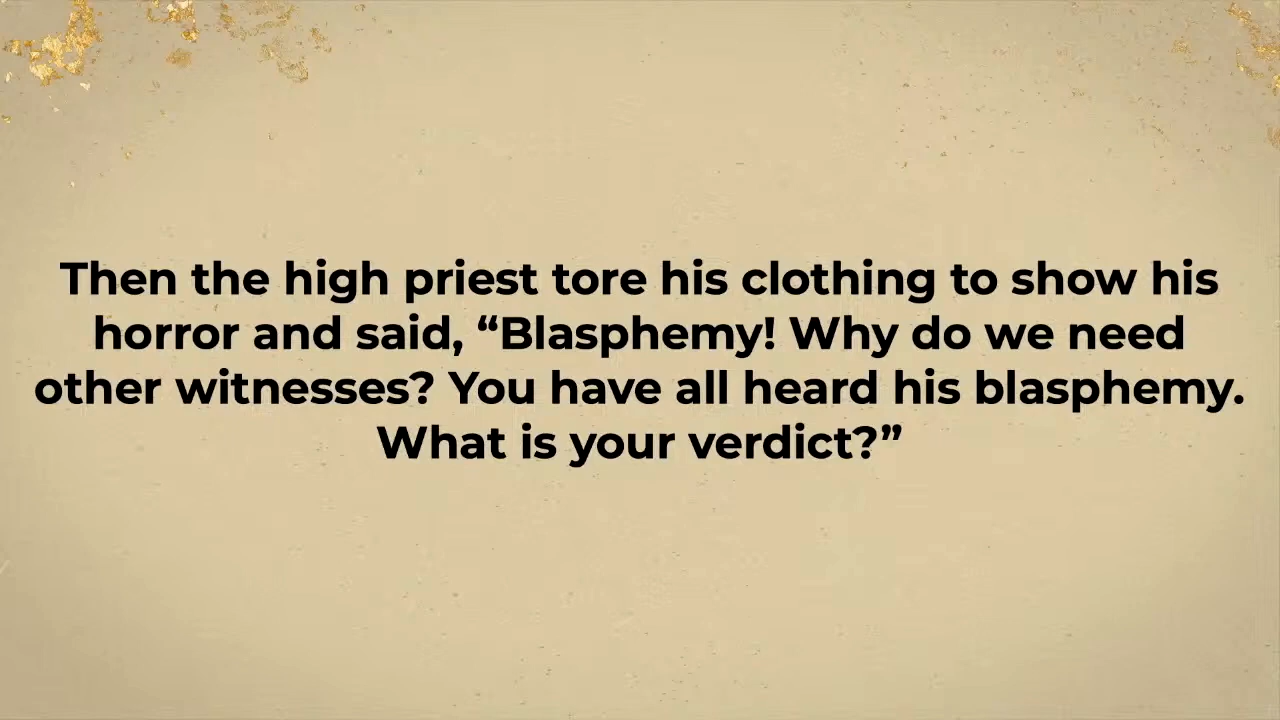 Then the high priest tore his clothing to show his
horror and said, “Blasphemy! Why do we need
other witnesses? You have all heard his blasphemy.
What is your verdict?”